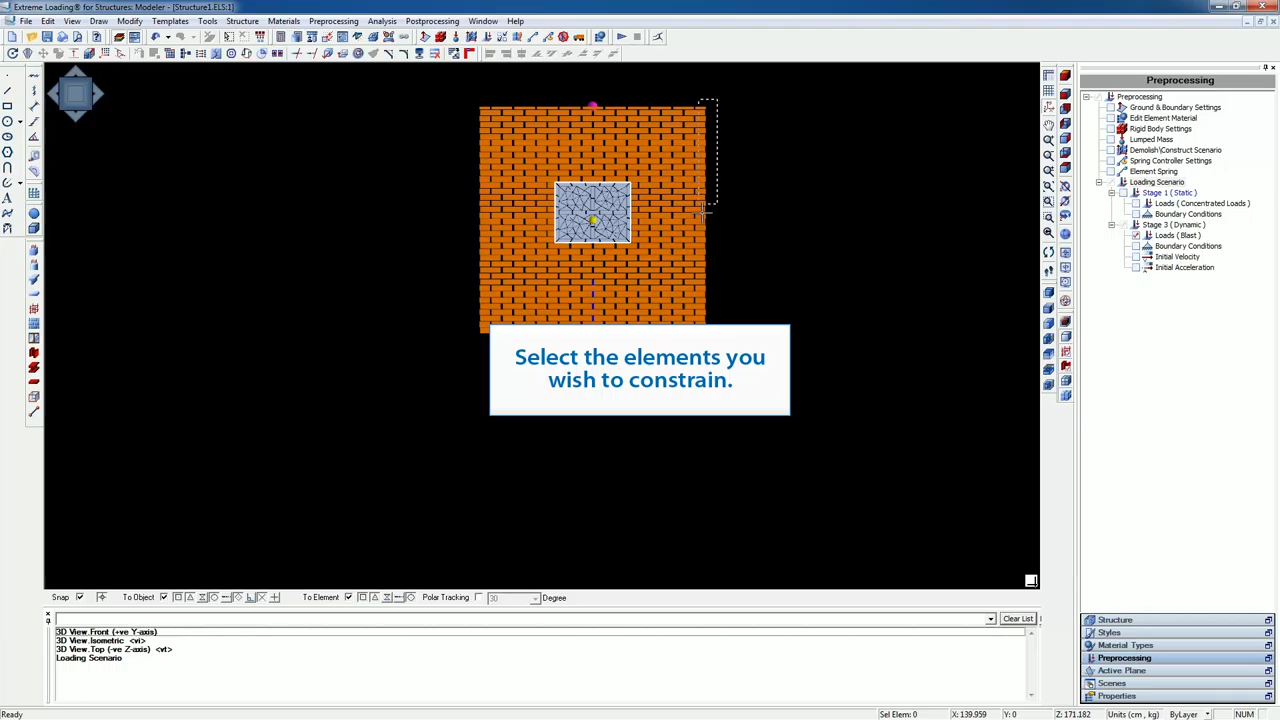 Extreme Loading® for Structures: Modeler - [Structure1.ELS:1]
File Edit View Draw Modify Templates Tools Structure Materials Preprocessing Analysis Postprocessing Window Help
Preprocessing
Preprocessing
Ground & Boundary Settings
Edit Element Material
Rigid Body Settings
Lumped Mass
Demolish\Construct Scenario
Spring Controller Settings
Element Spring
Loading Scenario
Stage 1 ( Static )
Loads ( Concentrated Loads )
Boundary Conditions
Stage 3 ( Dynamic )
Loads ( Blast )
Boundary Conditions
Initial Velocity
Initial Acceleration
Select the elements you
wish to constrain.
Snap To Object To Element Polar Tracking 30 Degree
Clear List
3D View.Front (+ve Y-axis)
3D View.Isometric <vi>
3D View.Top (-ve Z-axis) <vt>
Loading Scenario
Structure
Styles
Material Types
Preprocessing
Active Plane
Scenes
Properties
Ready Sel Elem: 0 X: 139.959 Y: 0 Z: 171.182 Units (cm , kg) ByLayer NUM